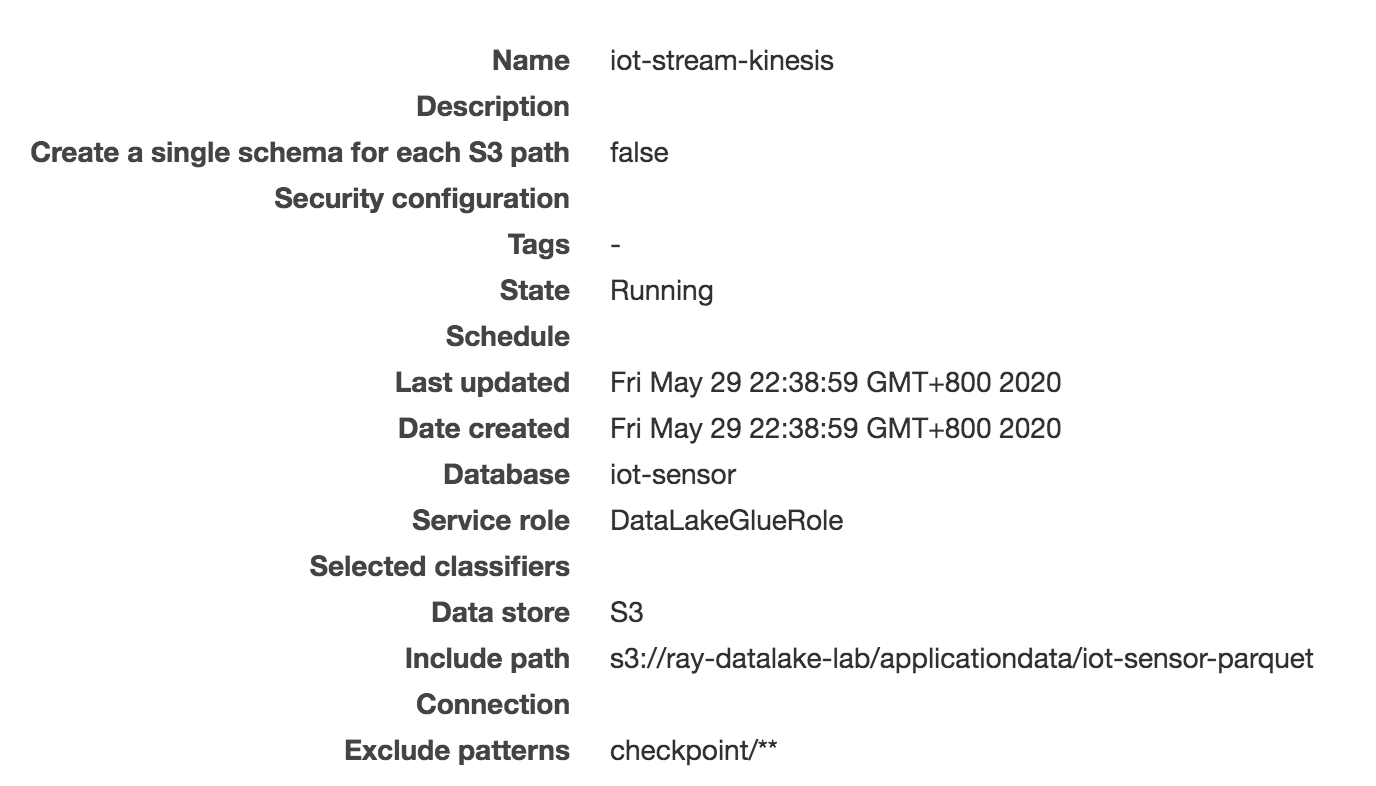 Name iot-stream-kinesis
Description
Create a single schema for each S3 path false
Security configuration
Tags -
State Running
Schedule
Last updated Fri May 29 22:38:59 GMT+800 2020
Date created Fri May 29 22:38:59 GMT+800 2020
Database iot-sensor
Service role DataLakeGlueRole
Selected classifiers
Data store S3
Include path s3://ray-datalake-lab/applicationdata/iot-sensor-parquet
Connection
Exclude patterns checkpoint/**